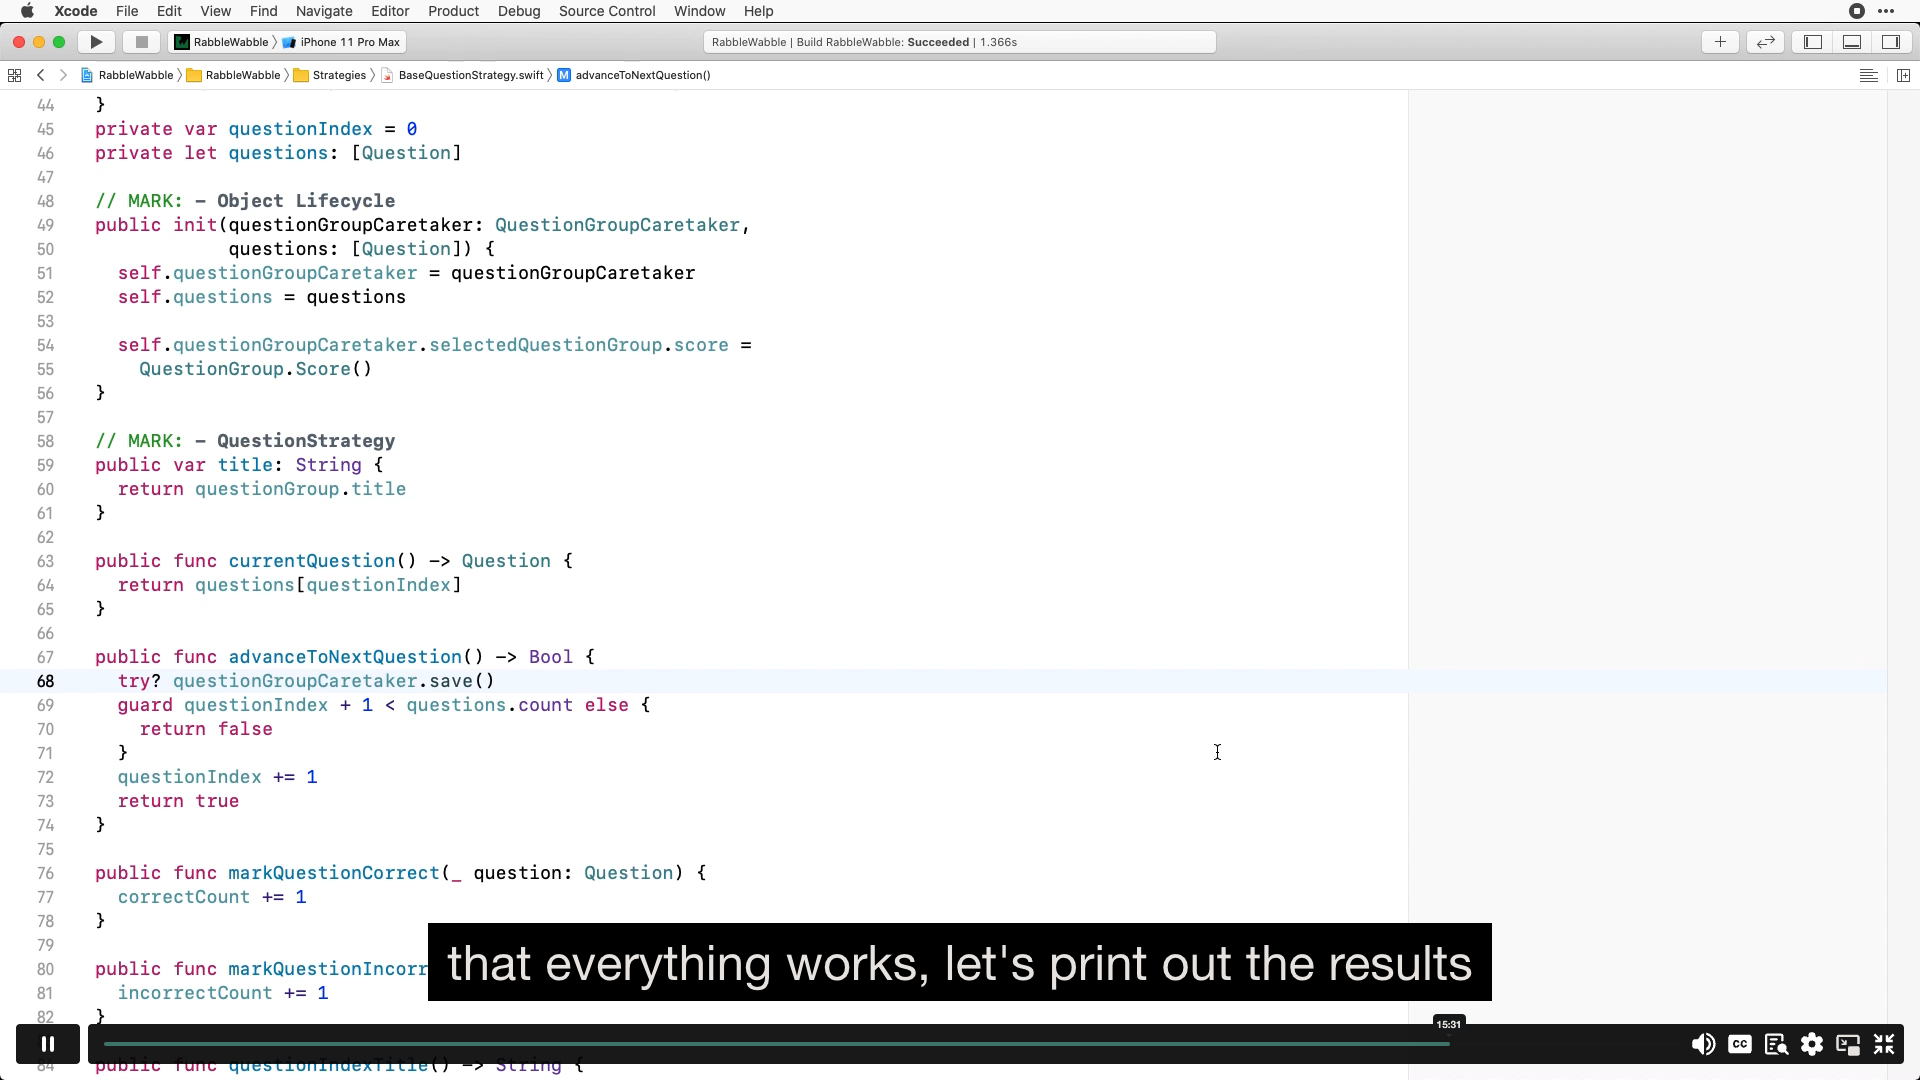 Xcode File Edit View Find Navigate Editor Product Debug Source Control Window Help
RabbleWabble iPhone 11 Pro Max RabbleWabble | Build RabbleWabble: Succeeded | 1.366s
RabbleWabble RabbleWabble Strategies BaseQuestionStrategy.swift M advanceToNextQuestion()
44 }
45 private var questionIndex = 0
46 private let questions: [Question]
47
48 // MARK: - Object Lifecycle
49 public init(questionGroupCaretaker: QuestionGroupCaretaker,
50 questions: [Question]) {
51 self.questionGroupCaretaker = questionGroupCaretaker
52 self.questions = questions
53
54 self.questionGroupCaretaker.selectedQuestionGroup.score =
55 QuestionGroup.Score()
56 }
57
58 // MARK: - QuestionStrategy
59 public var title: String {
60 return questionGroup.title
61 }
62
63 public func currentQuestion() -> Question {
64 return questions[questionIndex]
65 }
66
67 public func advanceToNextQuestion() -> Bool {
68 try? questionGroupCaretaker.save()
69 guard questionIndex + 1 < questions.count else {
70 return false
71 }
72 questionIndex += 1
73 return true
74 }
75
76 public func markQuestionCorrect(_ question: Question) {
77 correctCount += 1
78 }
79
80 public func markQuestionIncorr
81 incorrectCount += 1
82 }
that everything works, let's print out the results
15:31
CC
84 public func questionIndexTitle() -> String {